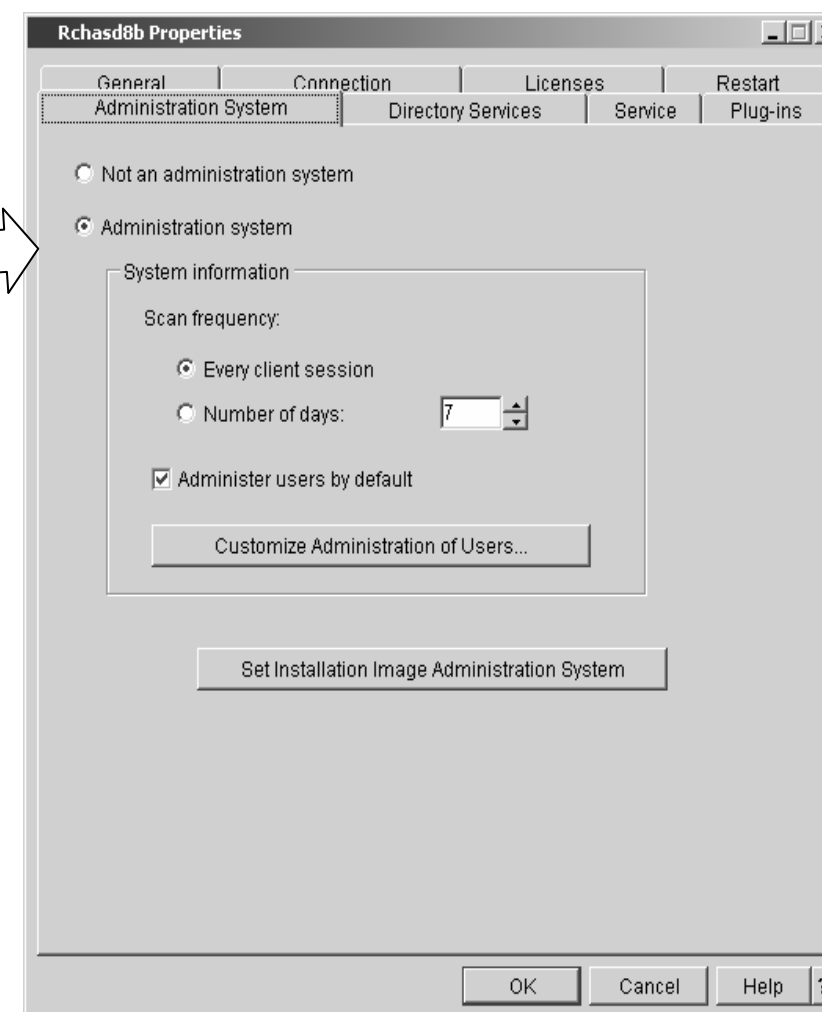 Rchasd8b Properties
General Connection Licenses Restart
Administration System Directory Services Service Plug-ins
Not an administration system
Administration system
System information
Scan frequency:
Every client session
Number of days: 7
Administer users by default
Customize Administration of Users...
Set Installation Image Administration System
OK Cancel Help ?